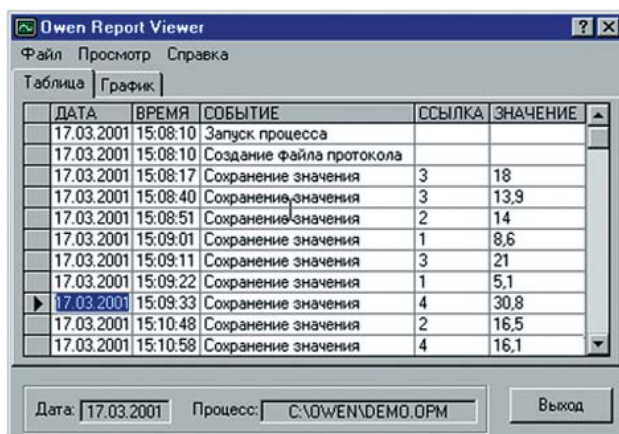 Owen Report Viewer
Файл Просмотр Справка
Таблица График
ДАТА ВРЕМЯ СОБЫТИЕ ССЫЛКА ЗНАЧЕНИЕ
17.03.2001 15:08:10 Запуск процесса
17.03.2001 15:08:10 Создание файла протокола
17.03.2001 15:08:17 Сохранение значения 3 18
17.03.2001 15:08:40 Сохранение значения 3 13,9
17.03.2001 15:08:51 Сохранение значения 2 14
17.03.2001 15:09:01 Сохранение значения 1 8,6
17.03.2001 15:09:11 Сохранение значения 3 21
17.03.2001 15:09:22 Сохранение значения 1 5,1
17.03.2001 15:09:33 Сохранение значения 4 30,8
17.03.2001 15:10:48 Сохранение значения 2 16,5
17.03.2001 15:10:58 Сохранение значения 4 16,1
Дата: 17.03.2001 Процесс: C:\OWEN\DEMO.OPM Выход